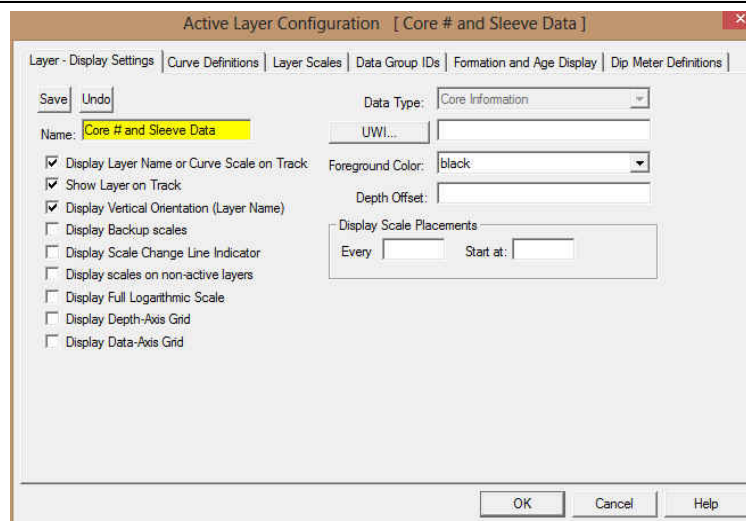 Active Layer Configuration [ Core # and Sleeve Data ]
Layer - Display Settings Curve Definitions Layer Scales Data Group IDs Formation and Age Display Dip Meter Definitions
Save Undo
Name: Core # and Sleeve Data
Display Layer Name or Curve Scale on Track
Show Layer on Track
Display Vertical Orientation (Layer Name)
Display Backup scales
Display Scale Change Line Indicator
Display scales on non-active layers
Display Full Logarithmic Scale
Display Depth-Axis Grid
Display Data-Axis Grid
Data Type: Core Information
UWI...
Foreground Color: black
Depth Offset:
Display Scale Placements
Every Start at:
OK Cancel Help